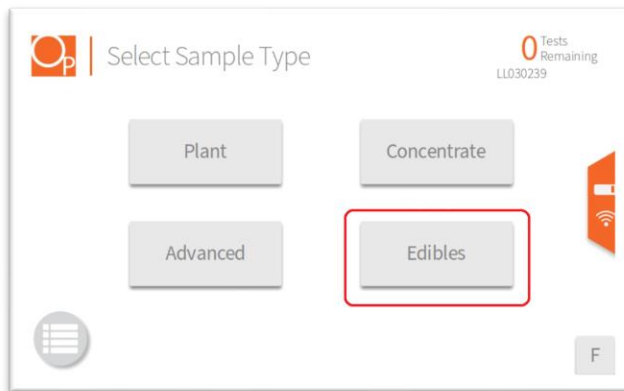 OP
Select Sample Type
0 Tests Remaining
LL030239
Plant
Concentrate
Advanced
Edibles
F